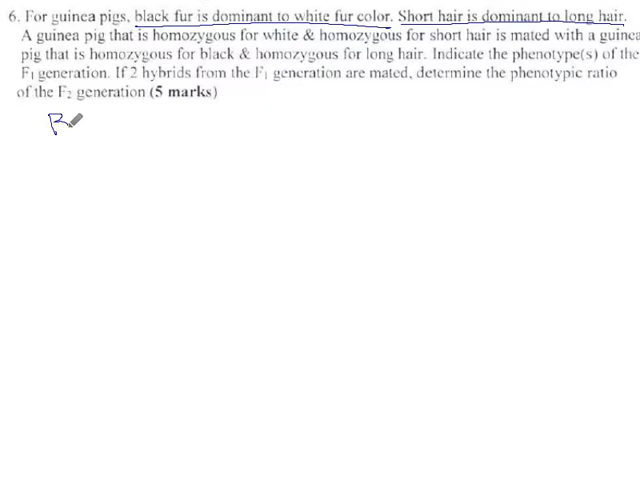 6. For guinea pigs, black fur is dominant to white fur color. Short hair is dominant to long hair.
A guinea pig that is homozygous for white & homozygous for short hair is mated with a guinea
pig that is homozygous for black & homozygous for long hair. Indicate the phenotype(s) of the
F₁ generation. If 2 hybrids from the F₁ generation are mated, determine the phenotypic ratio
of the F₂ generation (5 marks)
B